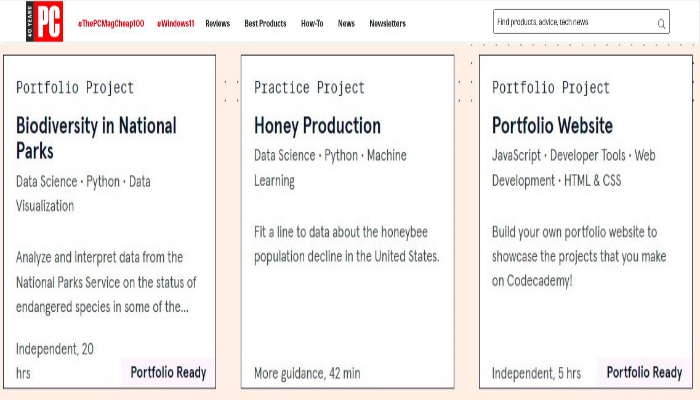 40 YEARS PC #ThePCMagCheap100 #Windows11 Reviews Best Products How-To News Newsletters Find products, advice, tech news
Portfolio Project
Biodiversity in National
Parks
Data Science • Python • Data
Visualization
Analyze and interpret data from the
National Parks Service on the status of
endangered species in some of the...
Independent, 20
hrs
Portfolio Ready
Practice Project
Honey Production
Data Science • Python • Machine
Learning
Fit a line to data about the honeybee
population decline in the United States.
More guidance, 42 min
Portfolio Project
Portfolio Website
JavaScript • Developer Tools • Web
Development • HTML & CSS
Build your own portfolio website to
showcase the projects that you make
on Codecademy!
Independent, 5 hrs
Portfolio Ready